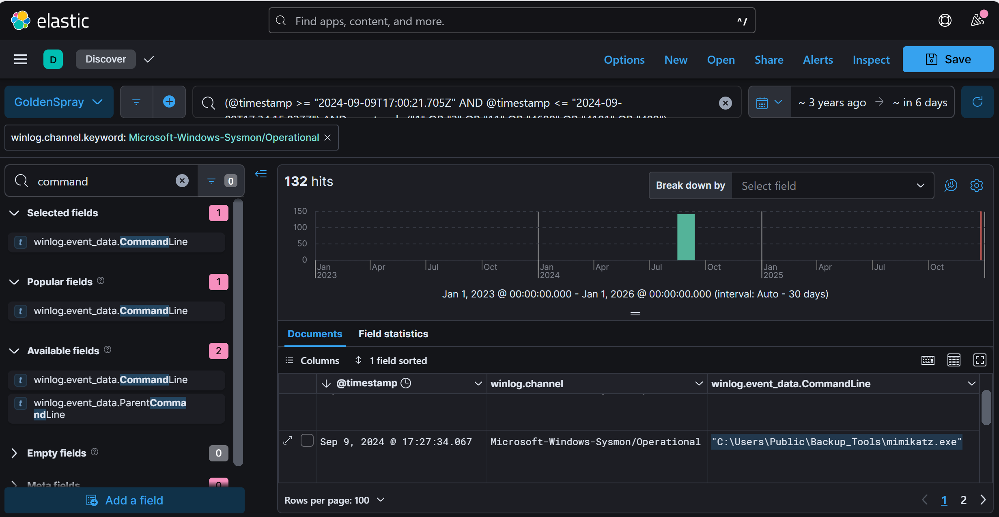 elastic
Find apps, content, and more.
^/
D
Discover
Options
New
Open
Share
Alerts
Inspect
Save
GoldenSpray
(@timestamp >= "2024-09-09T17:00:21.705Z" AND @timestamp <= "2024-09-
~ 3 years ago
~ in 6 days
winlog.channel.keyword: Microsoft-Windows-Sysmon/Operational
command
0
Selected fields
1
t winlog.event_data.CommandLine
Popular fields
1
t winlog.event_data.CommandLine
Available fields
2
t winlog.event_data.CommandLine
t winlog.event_data.ParentComma
ndLine
Empty fields
0
Meta fields
0
Add a field
132 hits
Break down by
Select field
150
100
50
0
Jan
2023
Apr
Jul
Oct
Jan
2024
Apr
Jul
Oct
Jan
2025
Apr
Jul
Oct
Jan 1, 2023 @ 00:00:00.000 - Jan 1, 2026 @ 00:00:00.000 (interval: Auto - 30 days)
Documents
Field statistics
Columns
1 field sorted
@timestamp
winlog.channel
winlog.event_data.CommandLine
Sep 9, 2024 @ 17:27:34.067
Microsoft-Windows-Sysmon/Operational
"C:\Users\Public\Backup_Tools\mimikatz.exe"
Rows per page: 100
1
2